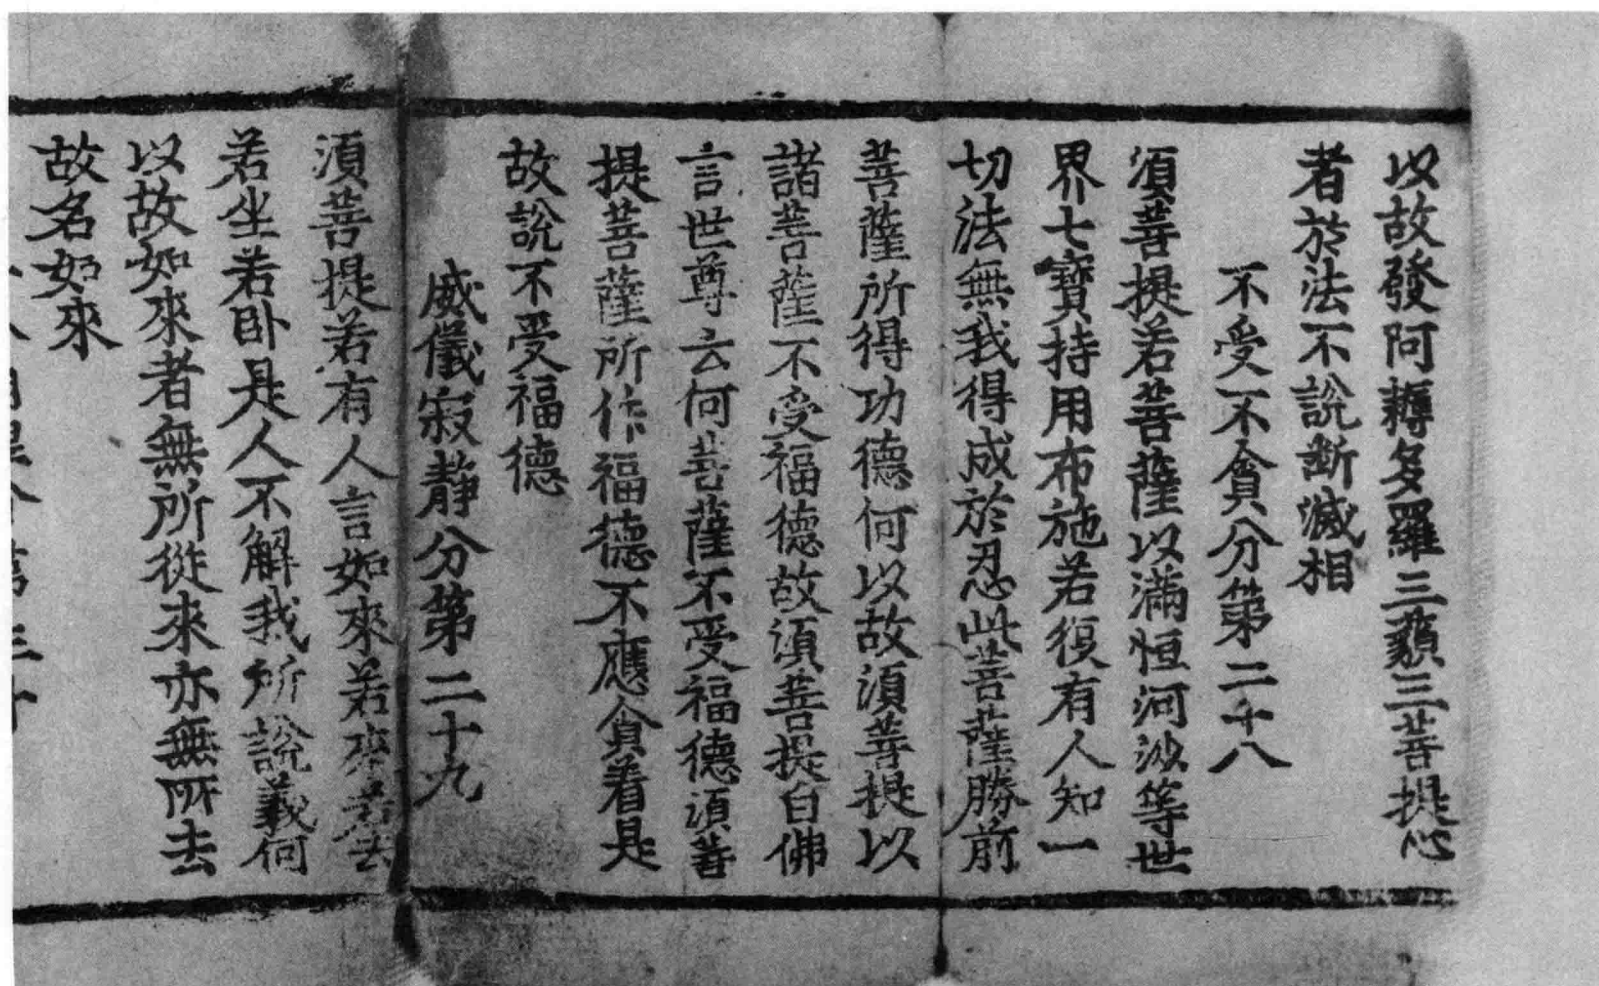 以故發阿耨多羅三藐三菩提心
者於法不說斷滅相
不受不貪分第二十八
須菩提若菩薩以滿恒河沙等世
界七寶持用布施若復有人知一
切法無我得成於忍此菩薩勝前
菩薩所得功德何以故須菩提以
諸菩薩不受福德故須菩提白佛
言世尊云何菩薩不受福德須菩
提菩薩所作福德不應貪着是
故說不受福德
威儀寂靜分第二十九
須菩提若有人言如來若來若去
若坐若卧是人不解我所說義何
以故如來者無所從來亦無所去
故名如來